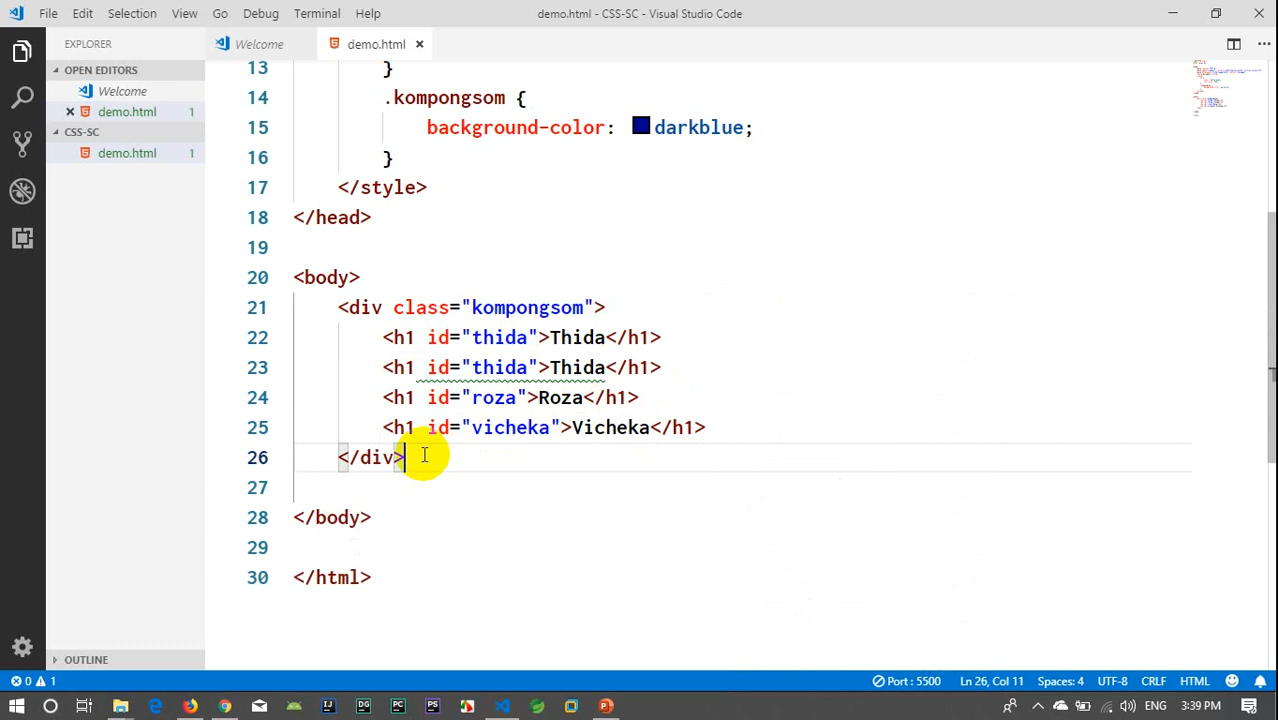 File Edit Selection View Go Debug Terminal Help demo.html - CSS-SC - Visual Studio Code
EXPLORER
Welcome demo.html
OPEN EDITORS
Welcome
demo.html 1
CSS-SC
demo.html 1
OUTLINE
13 }
14 .kompongsom {
15 background-color: darkblue;
16 }
17 </style>
18 </head>
19
20 <body>
21 <div class="kompongsom">
22 <h1 id="thida">Thida</h1>
23 <h1 id="thida">Thida</h1>
24 <h1 id="roza">Roza</h1>
25 <h1 id="vicheka">Vicheka</h1>
26 </div>
27
28 </body>
29
30 </html>
0 1 Port : 5500 Ln 26, Col 11 Spaces: 4 UTF-8 CRLF HTML
IJ DG PC PS ENG 3:39 PM